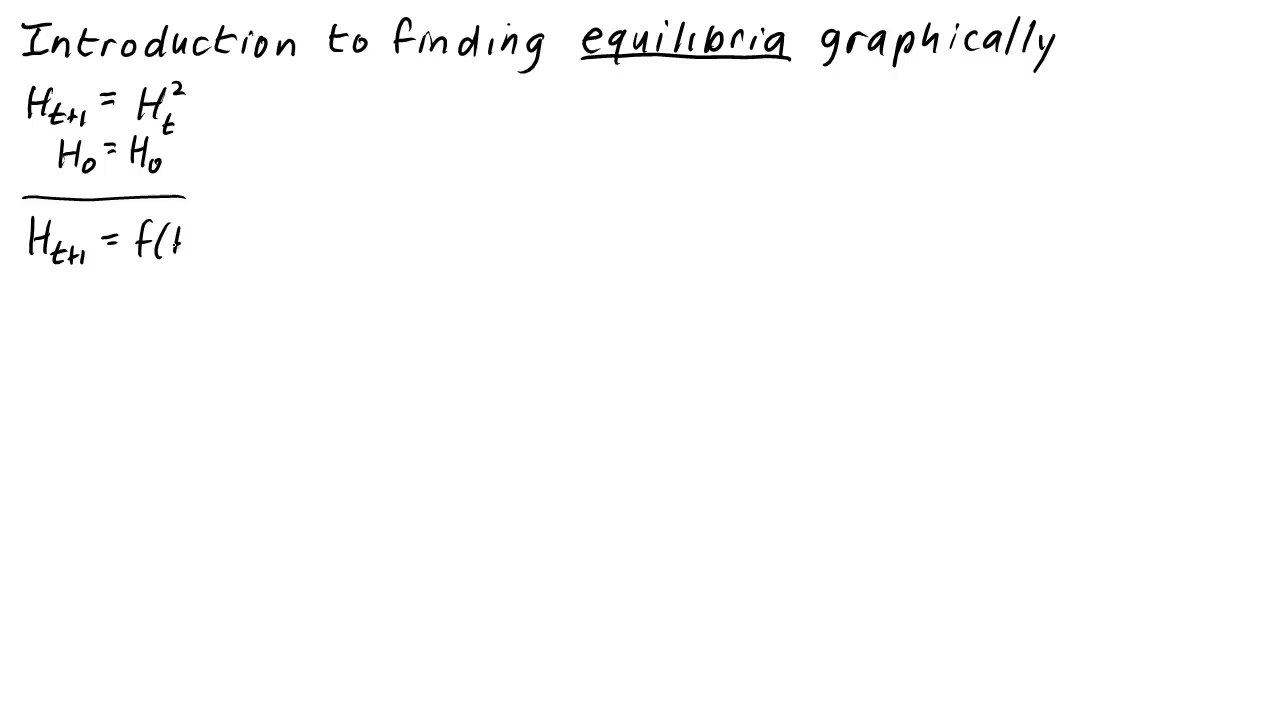 Introduction to finding equilibria graphically
H_{t+1} = H_t^2
H_0 = H_0
H_{t+1} = f(